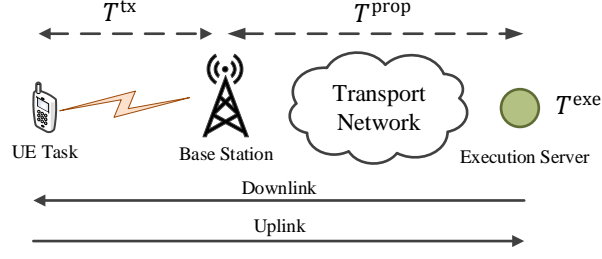 T^tx T^prop
Transport
Network
T^exe
UE Task Base Station Execution Server
Downlink
Uplink